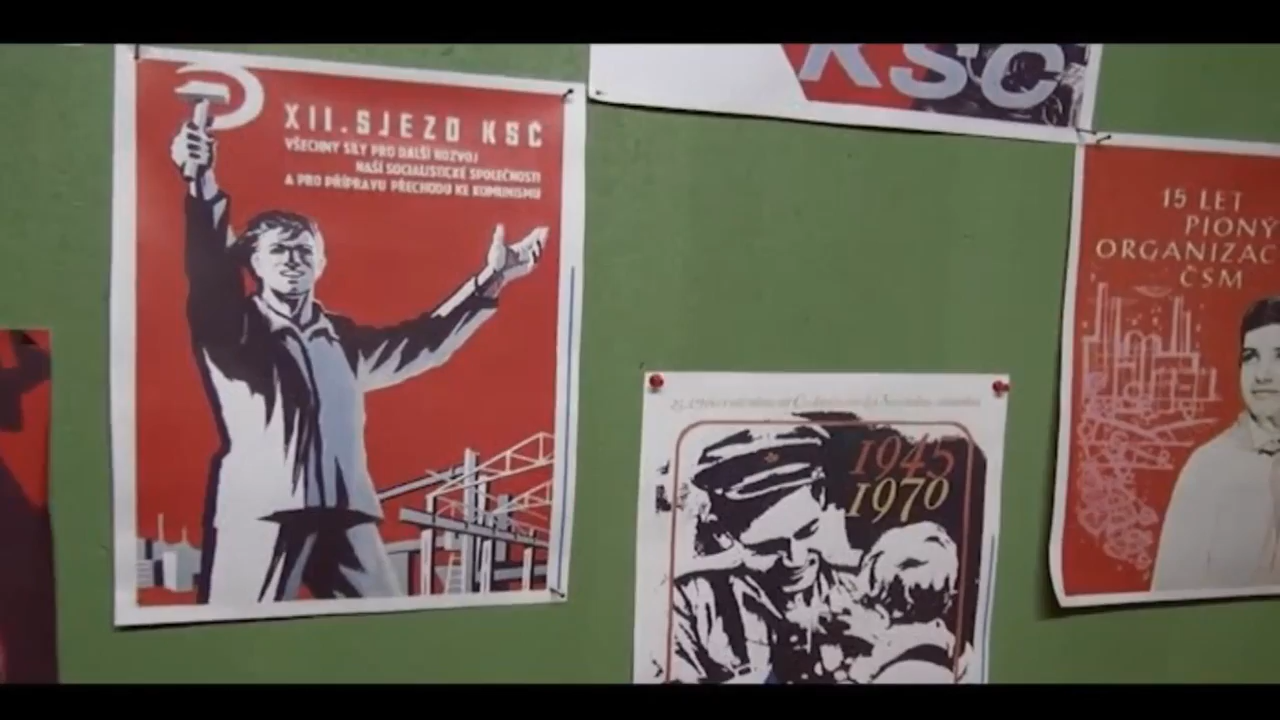 XII. SJEZD KSČ
VŠECHNY SÍLY PRO DALŠÍ ROZVOJ
NAŠÍ SOCIALISTICKÉ SPOLEČNOSTI
A PRO PŘÍPRAVU PŘECHODU KE KOMUNISMU
KSČ
1945
1970
15 LET
PIONÝ
ORGANIZAC
ČSM